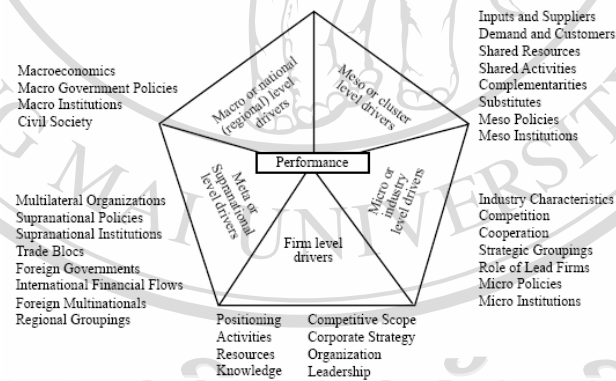 Macroeconomics
Macro Government Policies
Macro Institutions
Civil Society
Macro or national
(regional) level
drivers
Meso or cluster
level drivers
Inputs and Suppliers
Demand and Customers
Shared Resources
Shared Activities
Complementarities
Substitutes
Meso Policies
Meso Institutions
Performance
Multilateral Organizations
Supranational Policies
Supranational Institutions
Trade Blocs
Foreign Governments
International Financial Flows
Foreign Multinationals
Regional Groupings
Meta or
Supranational
level drivers
Firm level
drivers
Micro or
industry
level drivers
Industry Characteristics
Competition
Cooperation
Strategic Groupings
Role of Lead Firms
Micro Policies
Micro Institutions
Positioning
Activities
Resources
Knowledge
Competitive Scope
Corporate Strategy
Organization
Leadership
MAI UNIVERSITY